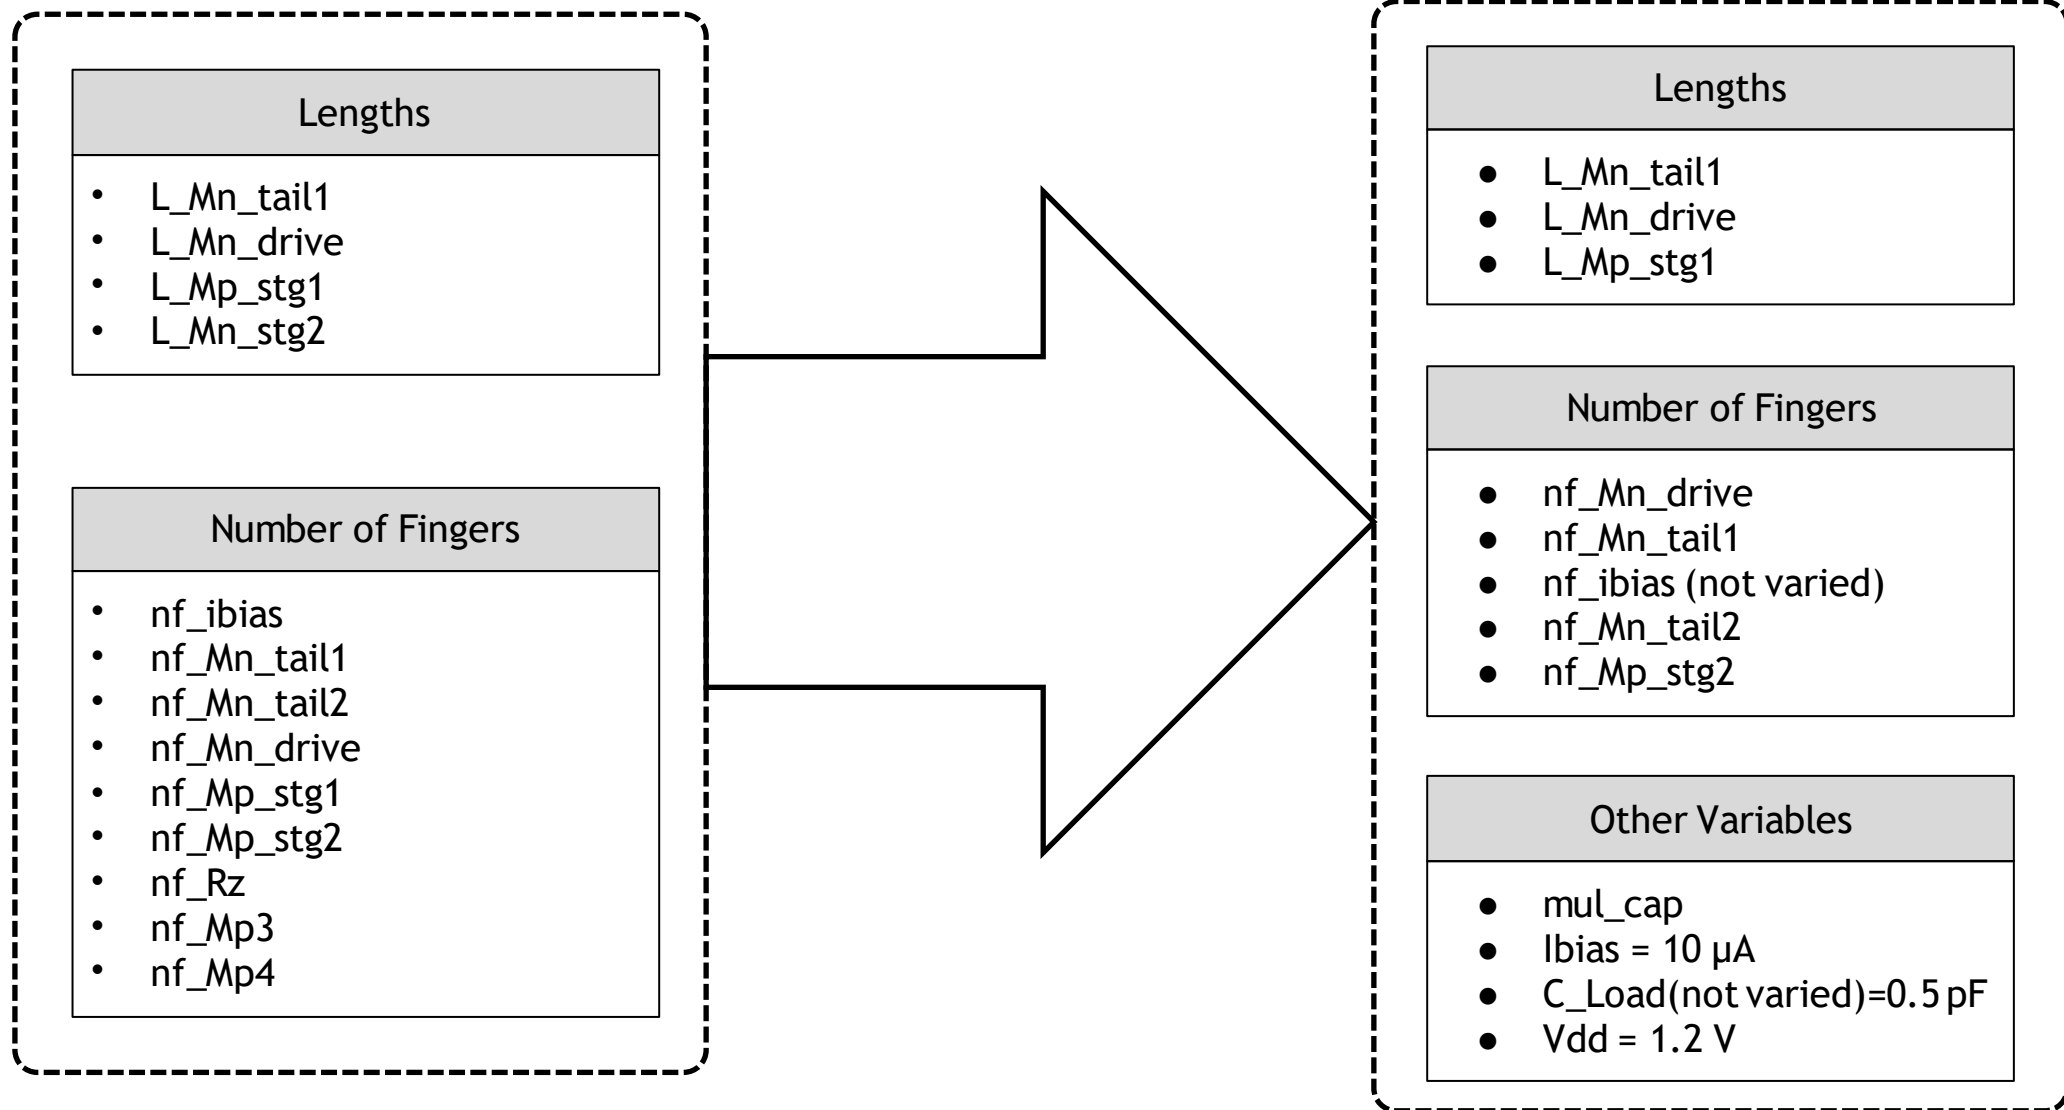 Lengths
• L_Mn_tail1
• L_Mn_drive
• L_Mp_stg1
• L_Mn_stg2
Number of Fingers
• nf_ibias
• nf_Mn_tail1
• nf_Mn_tail2
• nf_Mn_drive
• nf_Mp_stg1
• nf_Mp_stg2
• nf_Rz
• nf_Mp3
• nf_Mp4
Lengths
● L_Mn_tail1
● L_Mn_drive
● L_Mp_stg1
Number of Fingers
● nf_Mn_drive
● nf_Mn_tail1
● nf_ibias (not varied)
● nf_Mn_tail2
● nf_Mp_stg2
Other Variables
● mul_cap
● Ibias = 10 µA
● C_Load(not varied)=0.5 pF
● Vdd = 1.2 V